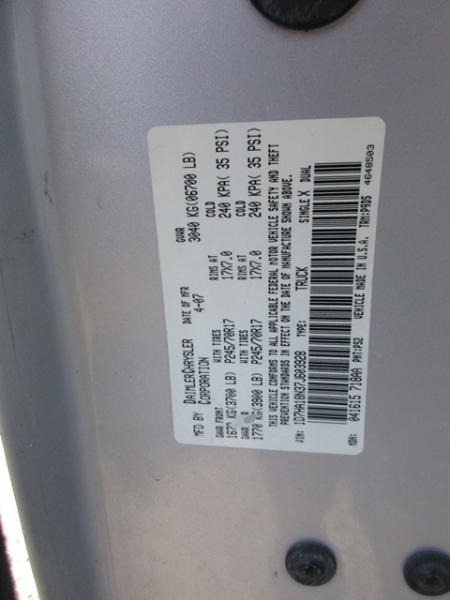 MFD BY DAIMLERCHRYSLER CORPORATION DATE OF MFR 4-07 GVWR 3040 KG(06700 LB)
GAWR FRONT WITH TIRES RIMS AT COLD
1677 KG(3700 LB) P245/70R17 17X7.0 240 KPA( 35 PSI)
GAWR R WITH TIRES RIMS AT COLD
1770 KG(3900 LB) P245/70R17 17X7.0 240 KPA( 35 PSI)
THIS VEHICLE CONFORMS TO ALL APPLICABLE FEDERAL MOTOR VEHICLE SAFETY AND THEFT
PREVENTION STANDARDS IN EFFECT ON THE DATE OF MANUFACTURE SHOWN ABOVE.
VIN: 1D7HA18N37J603920 TYPE: TRUCK SINGLE X DUAL
MDH: 041615 718AA PNT:PS2 TRM:P9D5
VEHICLE MADE IN U.S.A. 4648503